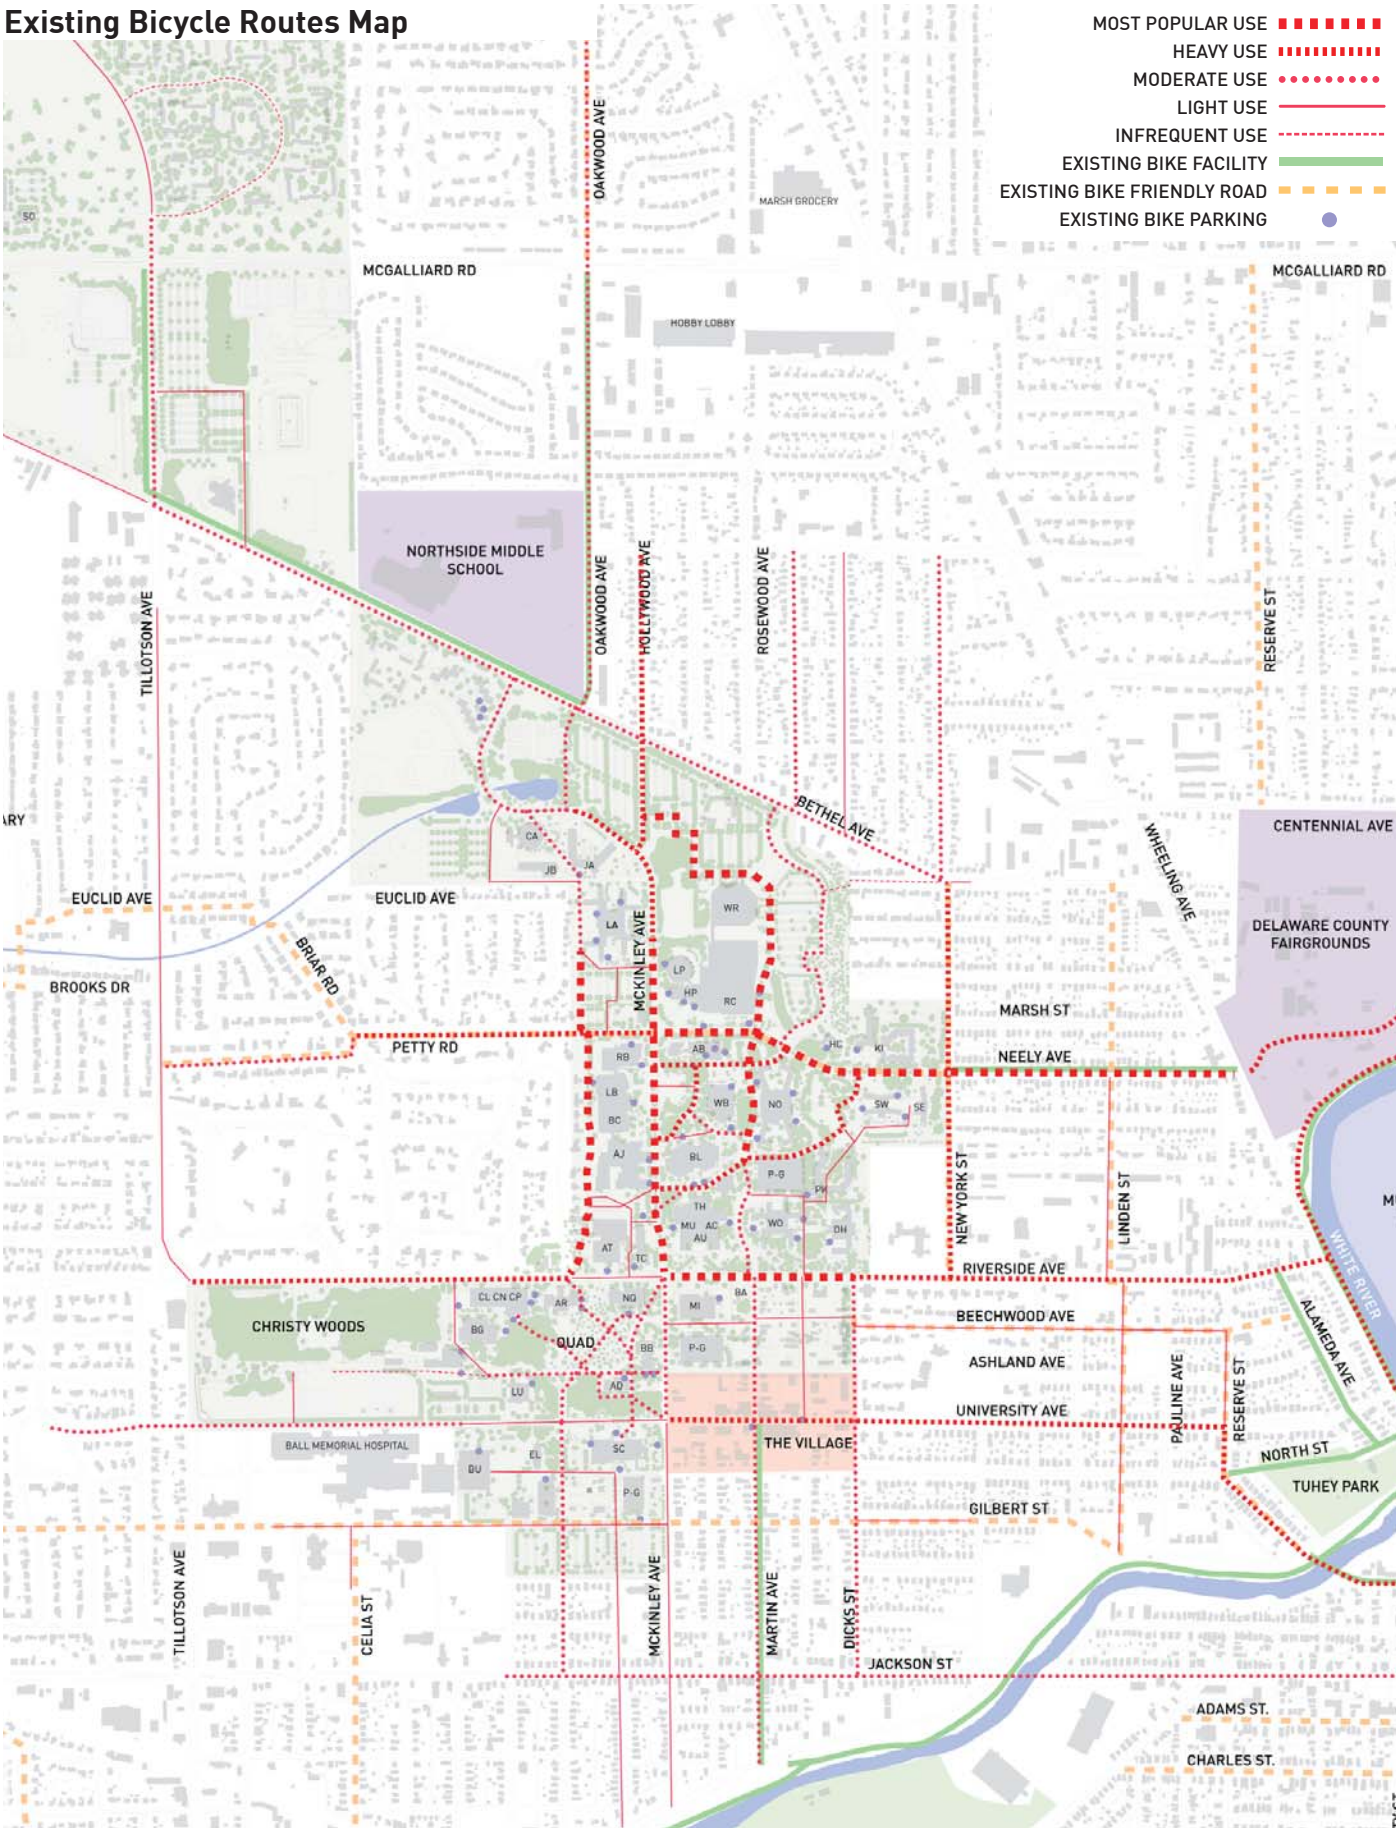 Existing Bicycle Routes Map
MOST POPULAR USE
HEAVY USE
MODERATE USE
LIGHT USE
INFREQUENT USE
EXISTING BIKE FACILITY
EXISTING BIKE FRIENDLY ROAD
EXISTING BIKE PARKING
OAKWOOD AVE
MARSH GROCERY
SO
MCGALLIARD RD
MCGALLIARD RD
HOBBY LOBBY
NORTHSIDE MIDDLE
SCHOOL
OAKWOOD AVE
HOLLYWOOD AVE
ROSEWOOD AVE
RESERVE ST
TILLOTSON AVE
ARY
BETHEL AVE
WHEELING AVE
CENTENNIAL AVE
CA
JB
JA
EUCLID AVE
EUCLID AVE
LA
MCKINLEY AVE
WR
DELAWARE COUNTY
FAIRGROUNDS
BRIAR RD
BROOKS DR
LP
HP
RC
MARSH ST
PETTY RD
RB
AB
HC
KI
NEELY AVE
LB
WB
NO
SW
SE
BC
AJ
BL
P-G
PK
NEW YORK ST
LINDEN ST
TH
MU
AC
AU
WO
OH
AT
TC
RIVERSIDE AVE
WHITE RIVER
CL CN CP
AR
NQ
MI
BA
CHRISTY WOODS
BG
QUAD
BB
P-G
BEECHWOOD AVE
ALAMEDA AVE
ASHLAND AVE
PAULINE AVE
RESERVE ST
LU
AD
UNIVERSITY AVE
BALL MEMORIAL HOSPITAL
EL
SC
THE VILLAGE
NORTH ST
BU
P-G
TUHEY PARK
GILBERT ST
TILLOTSON AVE
CELIA ST
MCKINLEY AVE
MARTIN AVE
DICKS ST
JACKSON ST
ADAMS ST.
CHARLES ST.